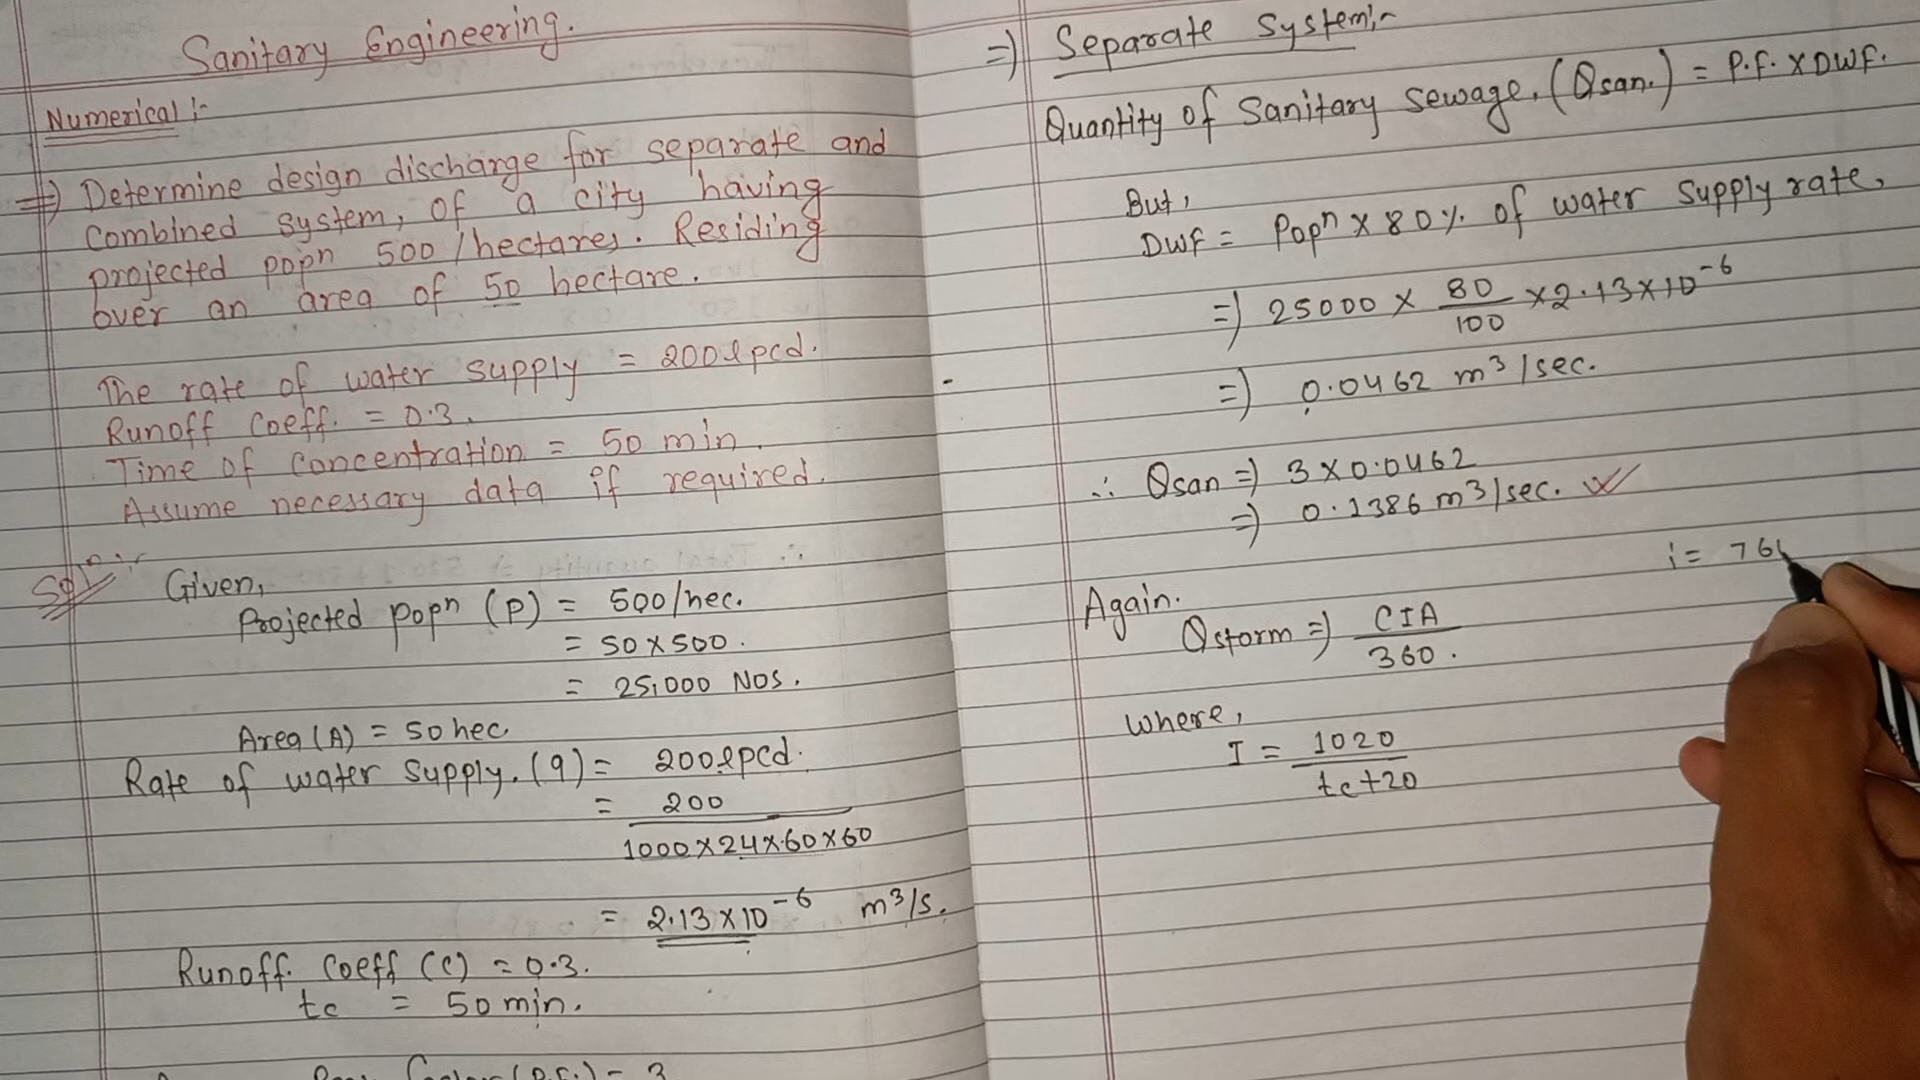 Sanitary Engineering.
Numerical :-
=) Determine design discharge for separate and
combined system, of a city having
projected popn 500/hectares. Residing
over an area of 50 hectare.
The rate of water supply = 200 lpcd.
Runoff Coeff. = 0.3.
Time of Concentration = 50 min.
Assume necessary data if required.
Given,
Projected popn (P) = 500/hec.
= 50 x 500.
= 25,000 Nos.
Area (A) = 50 hec
Rate of water supply. (q) = 200 lpcd.
= 200
1000 x 24 x 60 x 60
= 2.13 x 10⁻⁶ m³/s.
Runoff. Coeff (C) = 0.3.
tc = 50 min.
(P.F.) = 3
=) Separate System:-
Quantity of Sanitary sewage, (Qsan.) = P.F. x DWF.
But,
DWF = Popⁿ x 80% of water supply rate.
=) 25000 x 80/100 x 2.13 x 10⁻⁶
=) 0.0462 m³/sec.
∴ Qsan =) 3 x 0.0462
=) 0.1386 m³/sec.
i = 76
Again.
Qstorm =) CIA
360.
where,
I = 1020
tc+20